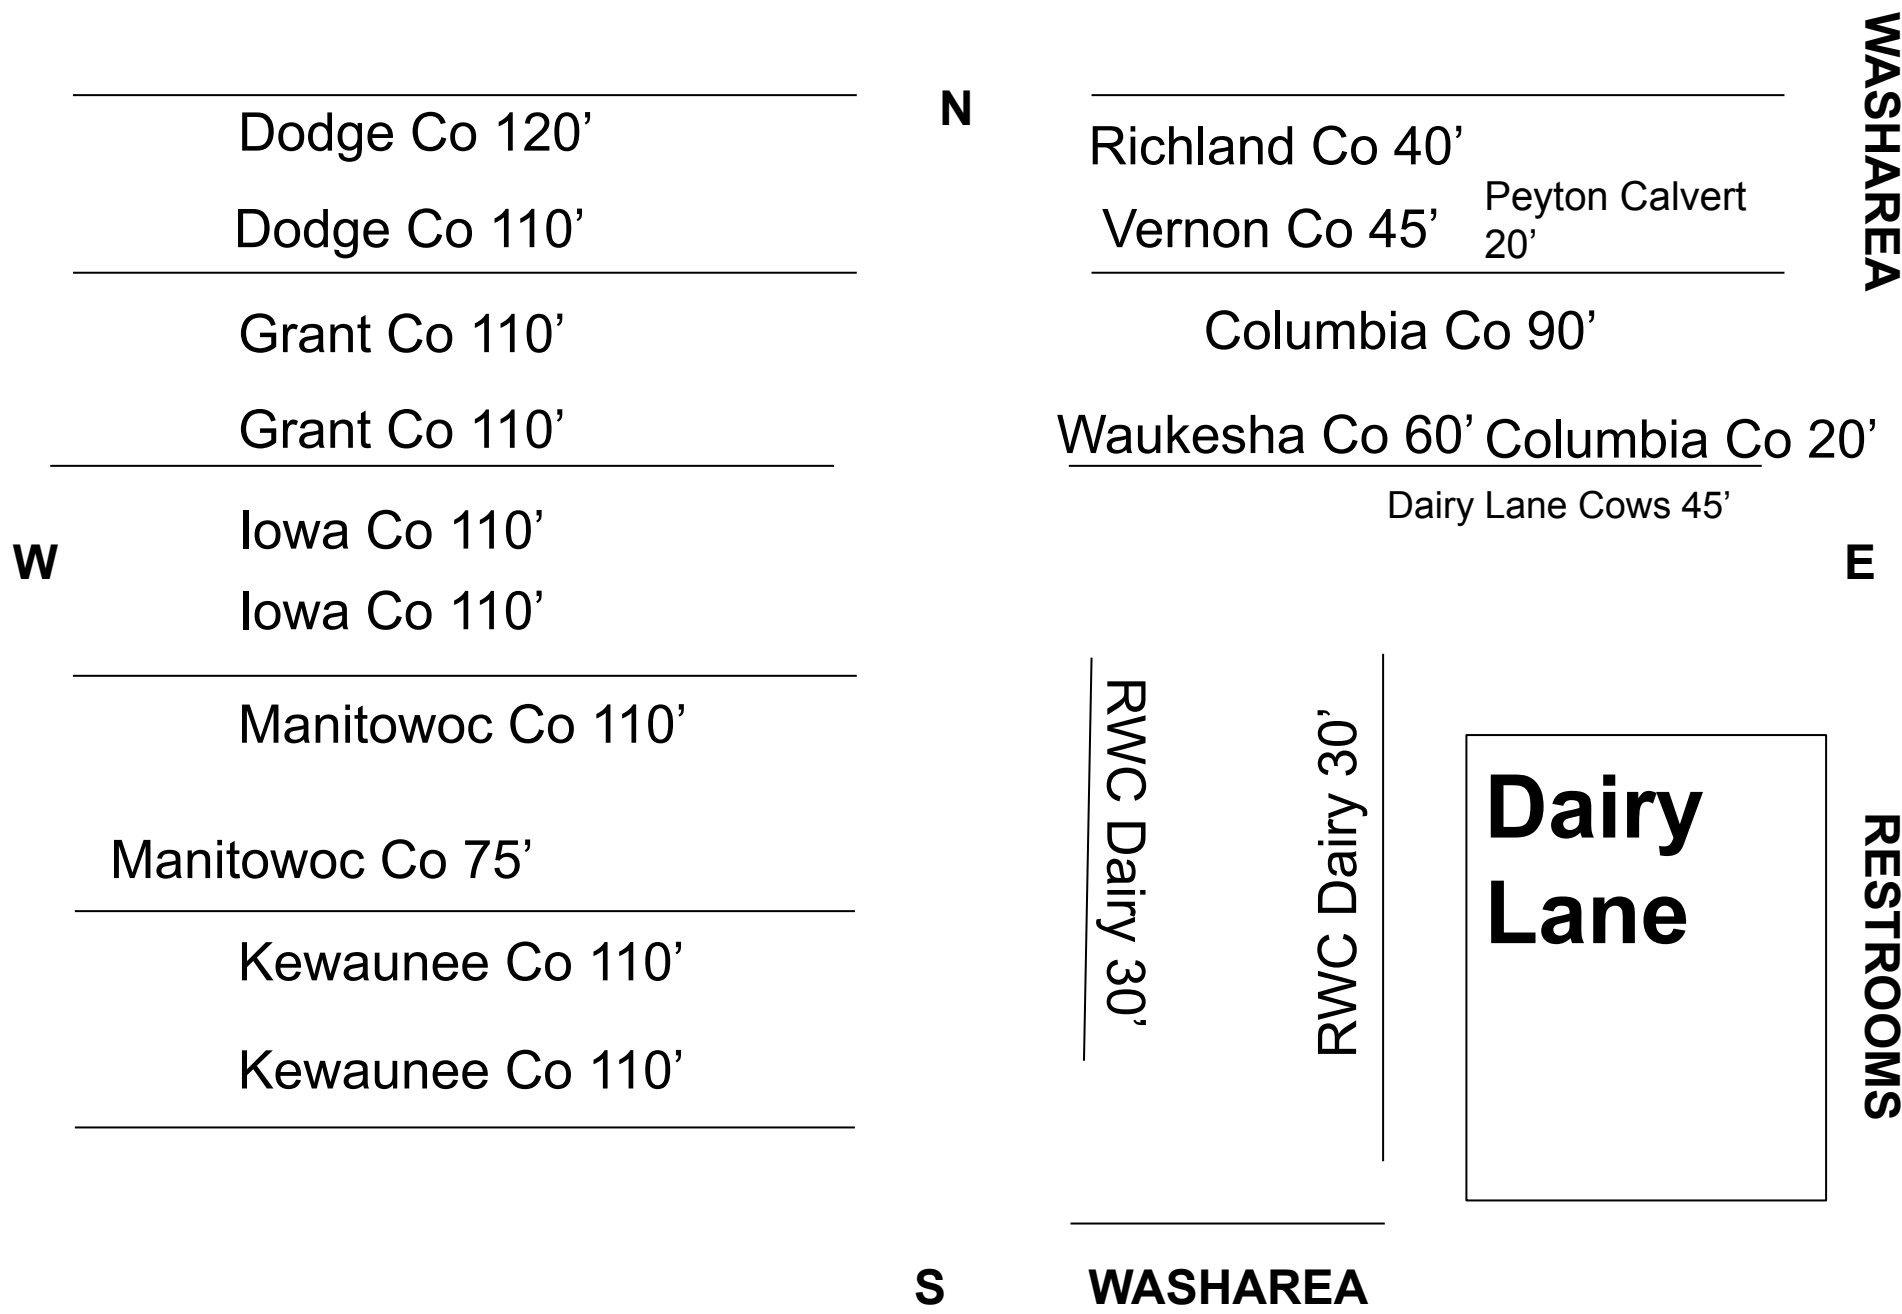 N
Dodge Co 120’
Dodge Co 110’
Grant Co 110’
Grant Co 110’
W
Iowa Co 110’
Iowa Co 110’
Manitowoc Co 110’
Manitowoc Co 75’
Kewaunee Co 110’
Kewaunee Co 110’
Richland Co 40’
Vernon Co 45’
Peyton Calvert
20’
Columbia Co 90’
Waukesha Co 60’
Columbia Co 20’
Dairy Lane Cows 45’
E
RWC Dairy 30’
RWC Dairy 30’
Dairy
Lane
WASHAREA
RESTROOMS
S
WASHAREA